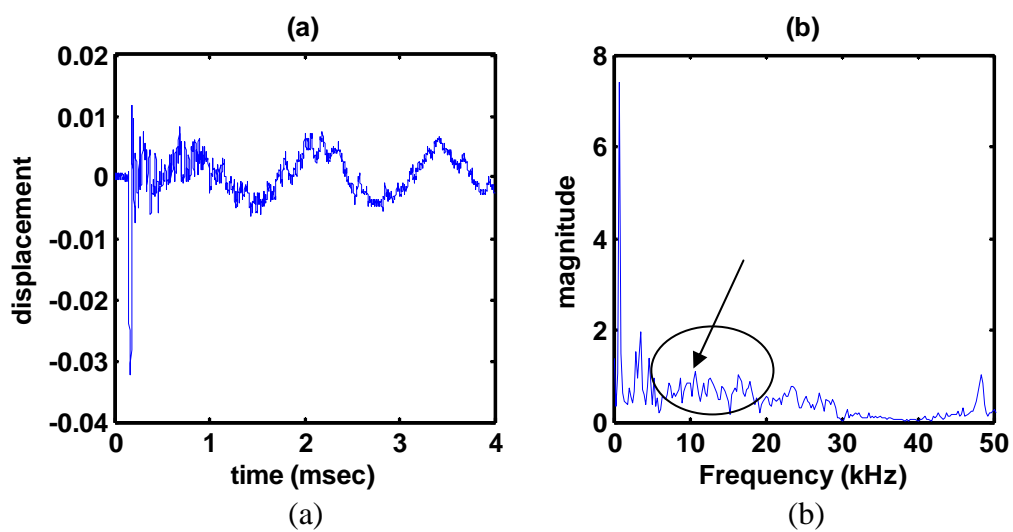 (a)
0.02
0.01
0
-0.01
-0.02
-0.03
-0.04
displacement
0 1 2 3 4
time (msec)
(a)
(b)
8
6
4
2
0
magnitude
0 10 20 30 40 50
Frequency (kHz)
(b)